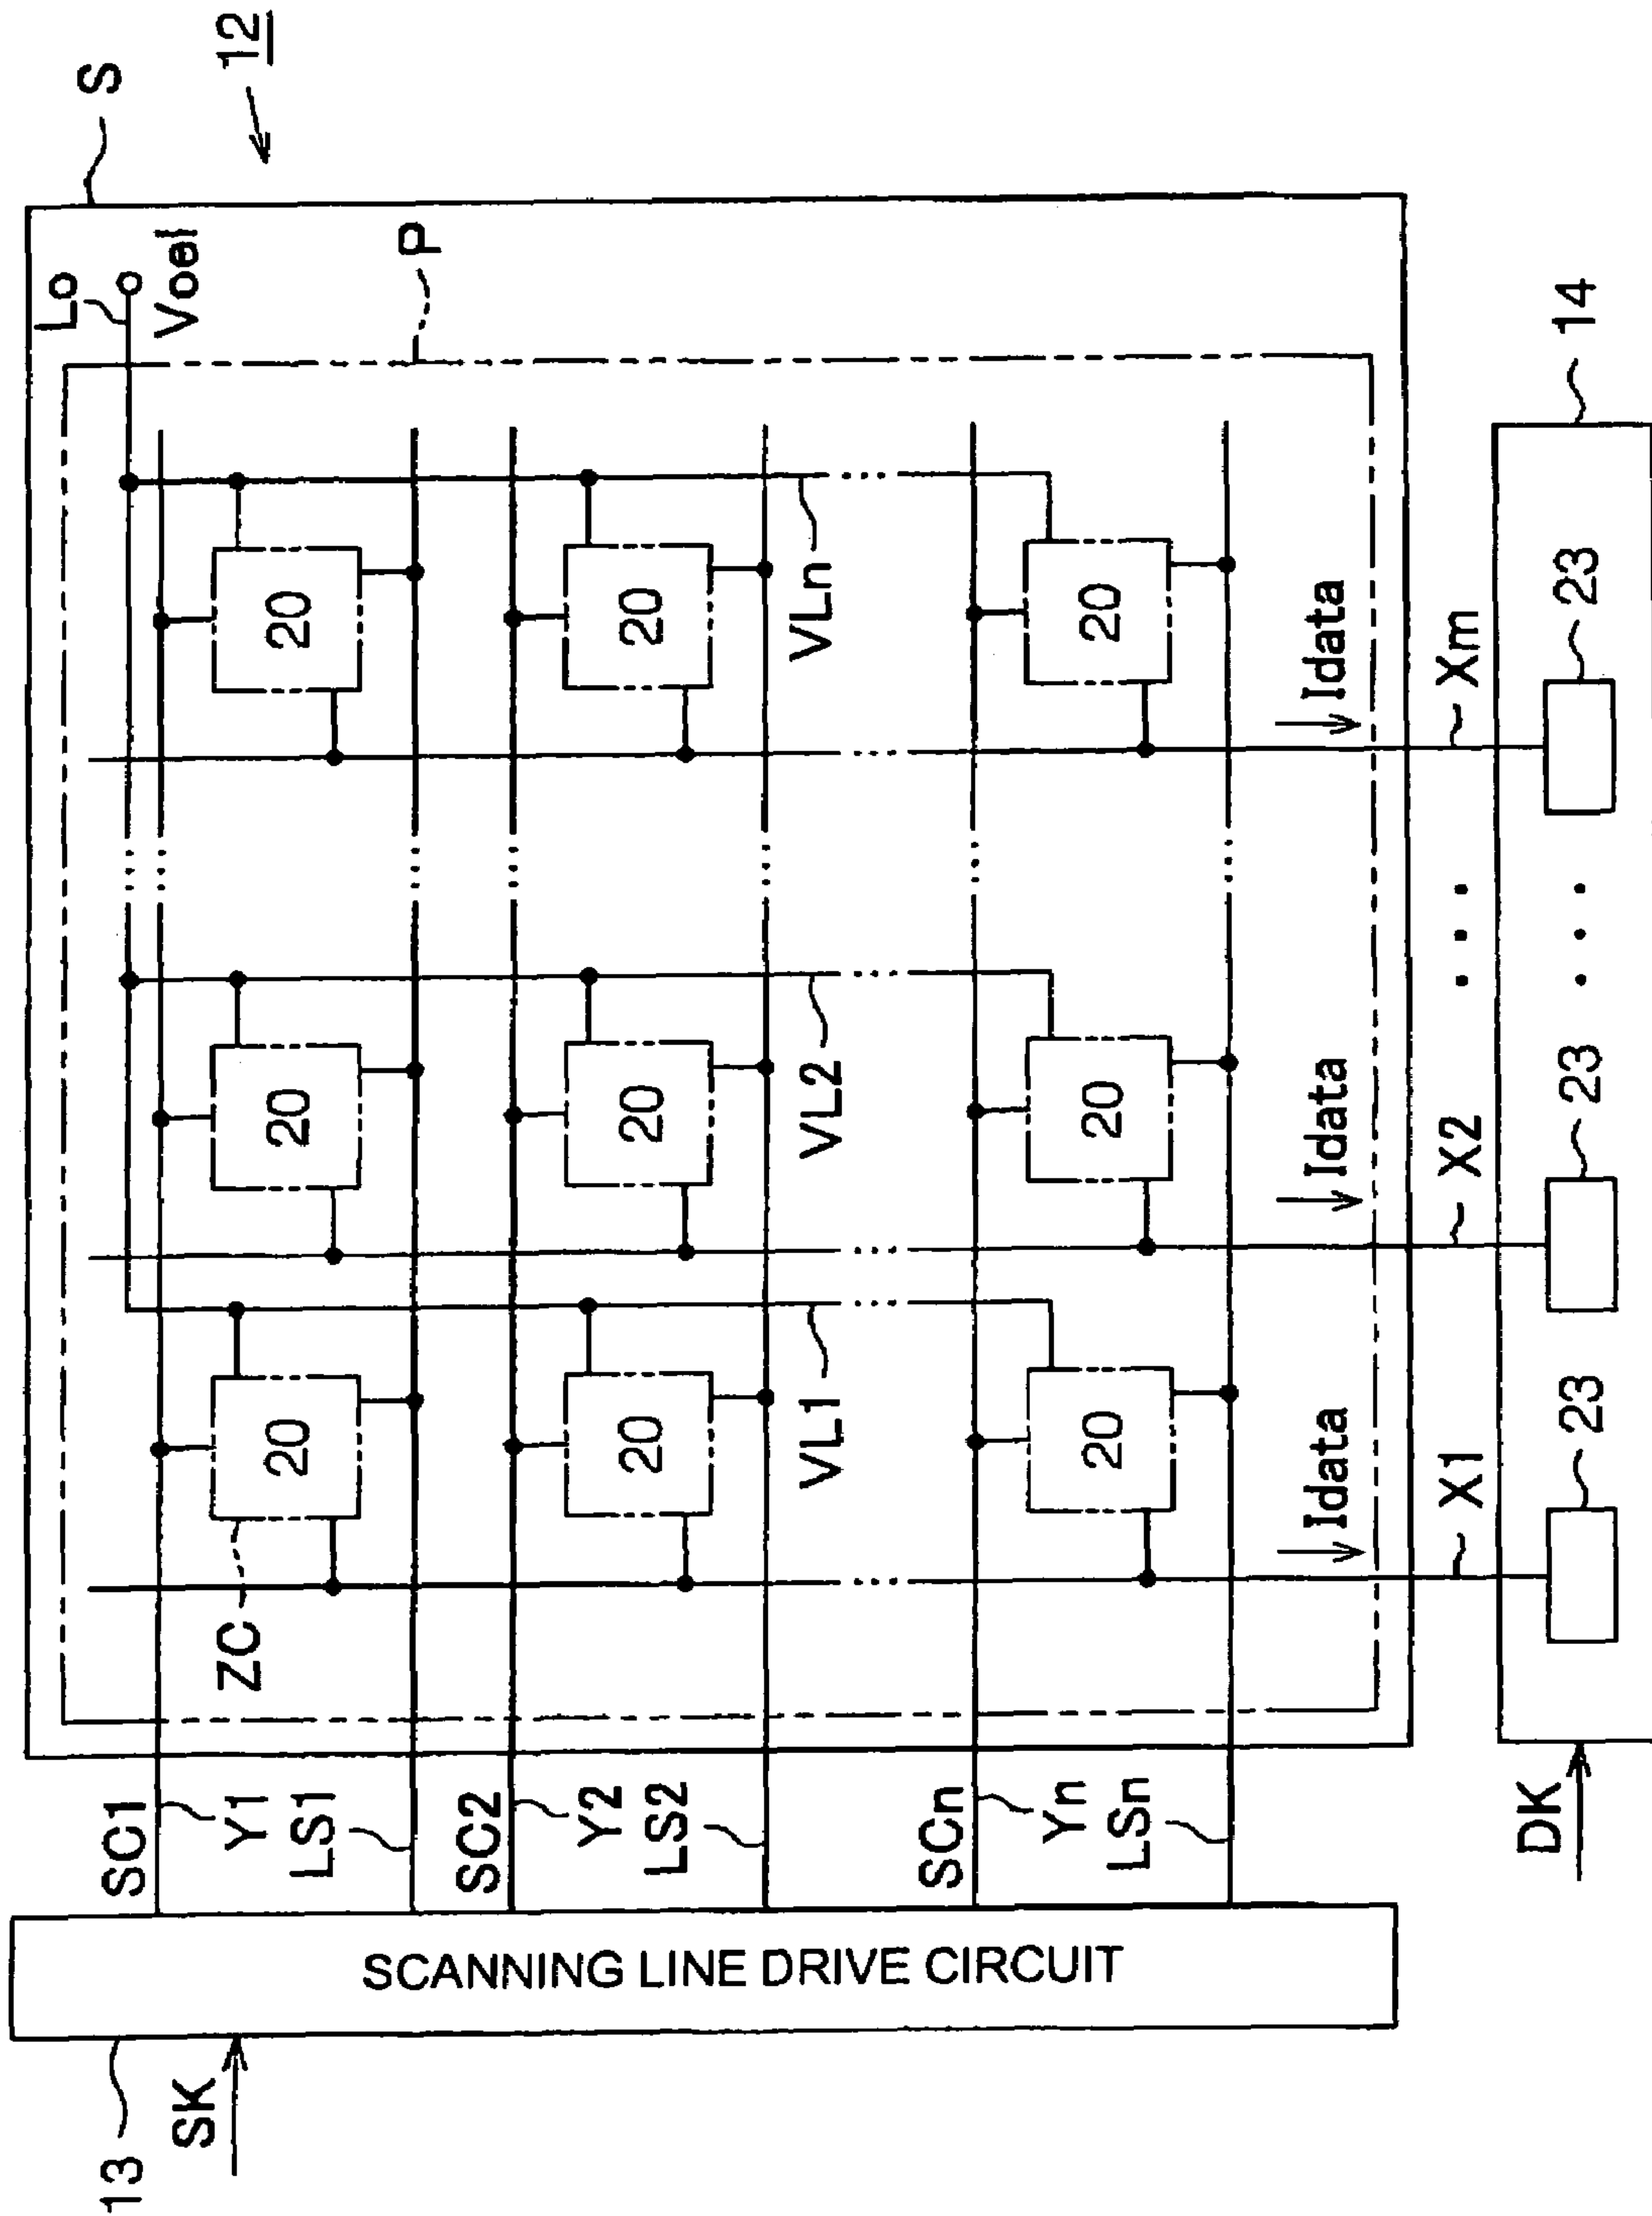 12
S
Lo
Voel
P
13
SK
SCANNING LINE DRIVE CIRCUIT
SC1
Y1
LS1
SC2
Y2
LS2
SCn
Yn
LSn
ZC
20 20 20
20 20 20
VL1 VL2 VLn
20 20 20
Idata Idata Idata
X1 X2 ... Xm
14
23 23 ... 23
DK